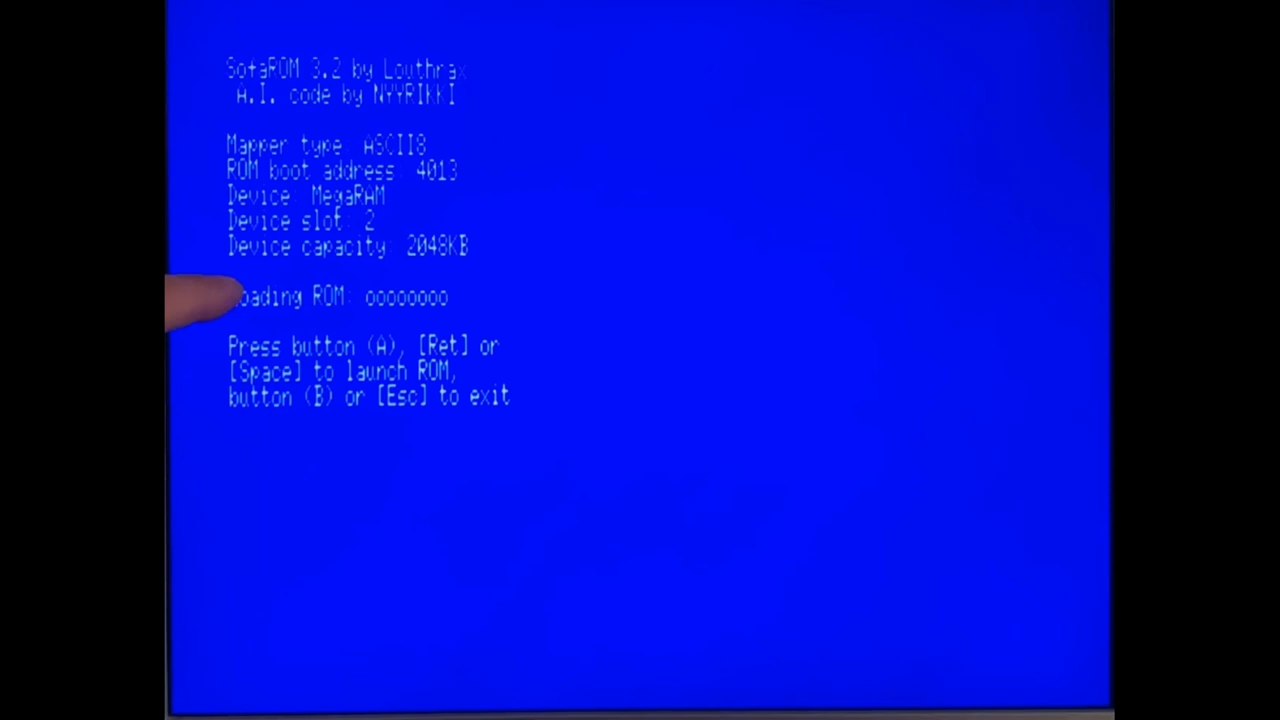 SofaROM 3.2 by Louthrax
A.I. code by NYYRIKKI
Mapper type: ASCII8
ROM boot address: 4013
Device: MegaRAM
Device slot: 2
Device capacity: 2048KB
oading ROM: oooooooo
Press button (A), [Ret] or
[Space] to launch ROM,
button (B) or [Esc] to exit